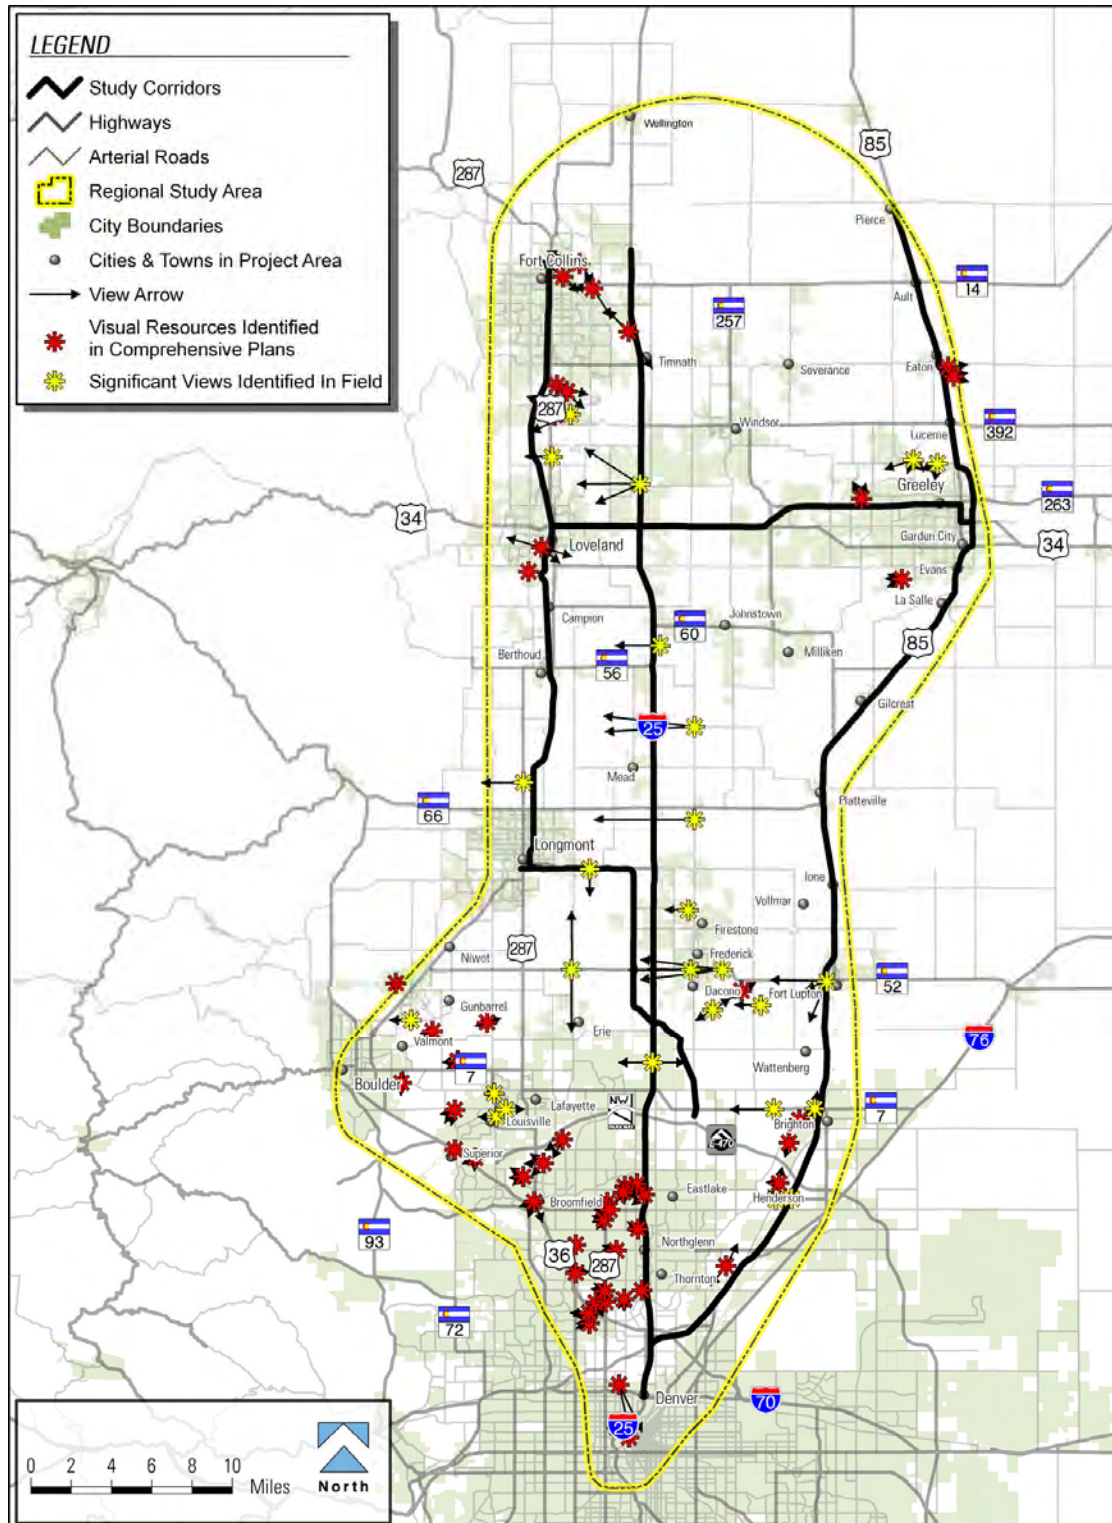 LEGEND
Study Corridors
Highways
Arterial Roads
Regional Study Area
City Boundaries
Cities & Towns in Project Area
View Arrow
Visual Resources Identified
in Comprehensive Plans
Significant Views Identified In Field
Wellington
85
287
Pierce
Fort Collins
14
Ault
257
Timnath
Severance
Eaton
287
Windsor
Lucerne
392
Greeley
263
34
Loveland
Garden City
34
Evans
La Salle
Campion
60
Johnstown
85
Berthoud
56
Milliken
Gilcrest
25
Mead
66
Platteville
Longmont
Ione
Vollmar
Firestone
287
Niwot
Frederick
52
Dacono
Fort Lupton
Gunbarrel
Erie
76
Valmont
Wattenberg
7
Boulder
Lafayette
NW
7
Louisville
Brighton
E-470
Superior
Eastlake
Broomfield
Henderson
93
36
287
Northglenn
Thornton
72
Denver
70
25
0 2 4 6 8 10
Miles
North